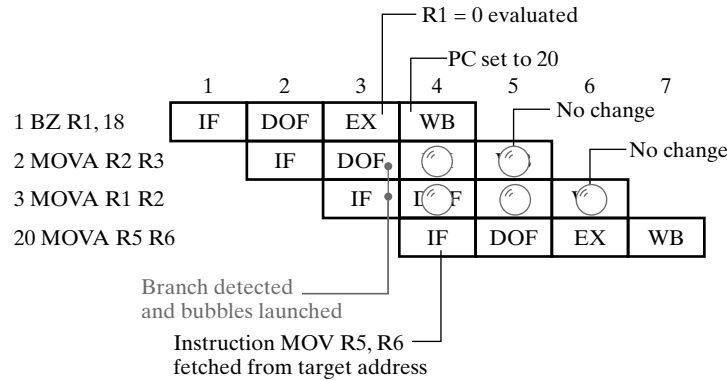 R1 = 0 evaluated
PC set to 20
1 2 3 4 5 6 7
No change
1 BZ R1, 18 IF DOF EX WB
2 MOVA R2 R3 IF DOF
No change
3 MOVA R1 R2 IF
20 MOVA R5 R6 IF DOF EX WB
Branch detected
and bubbles launched
Instruction MOV R5, R6
fetched from target address